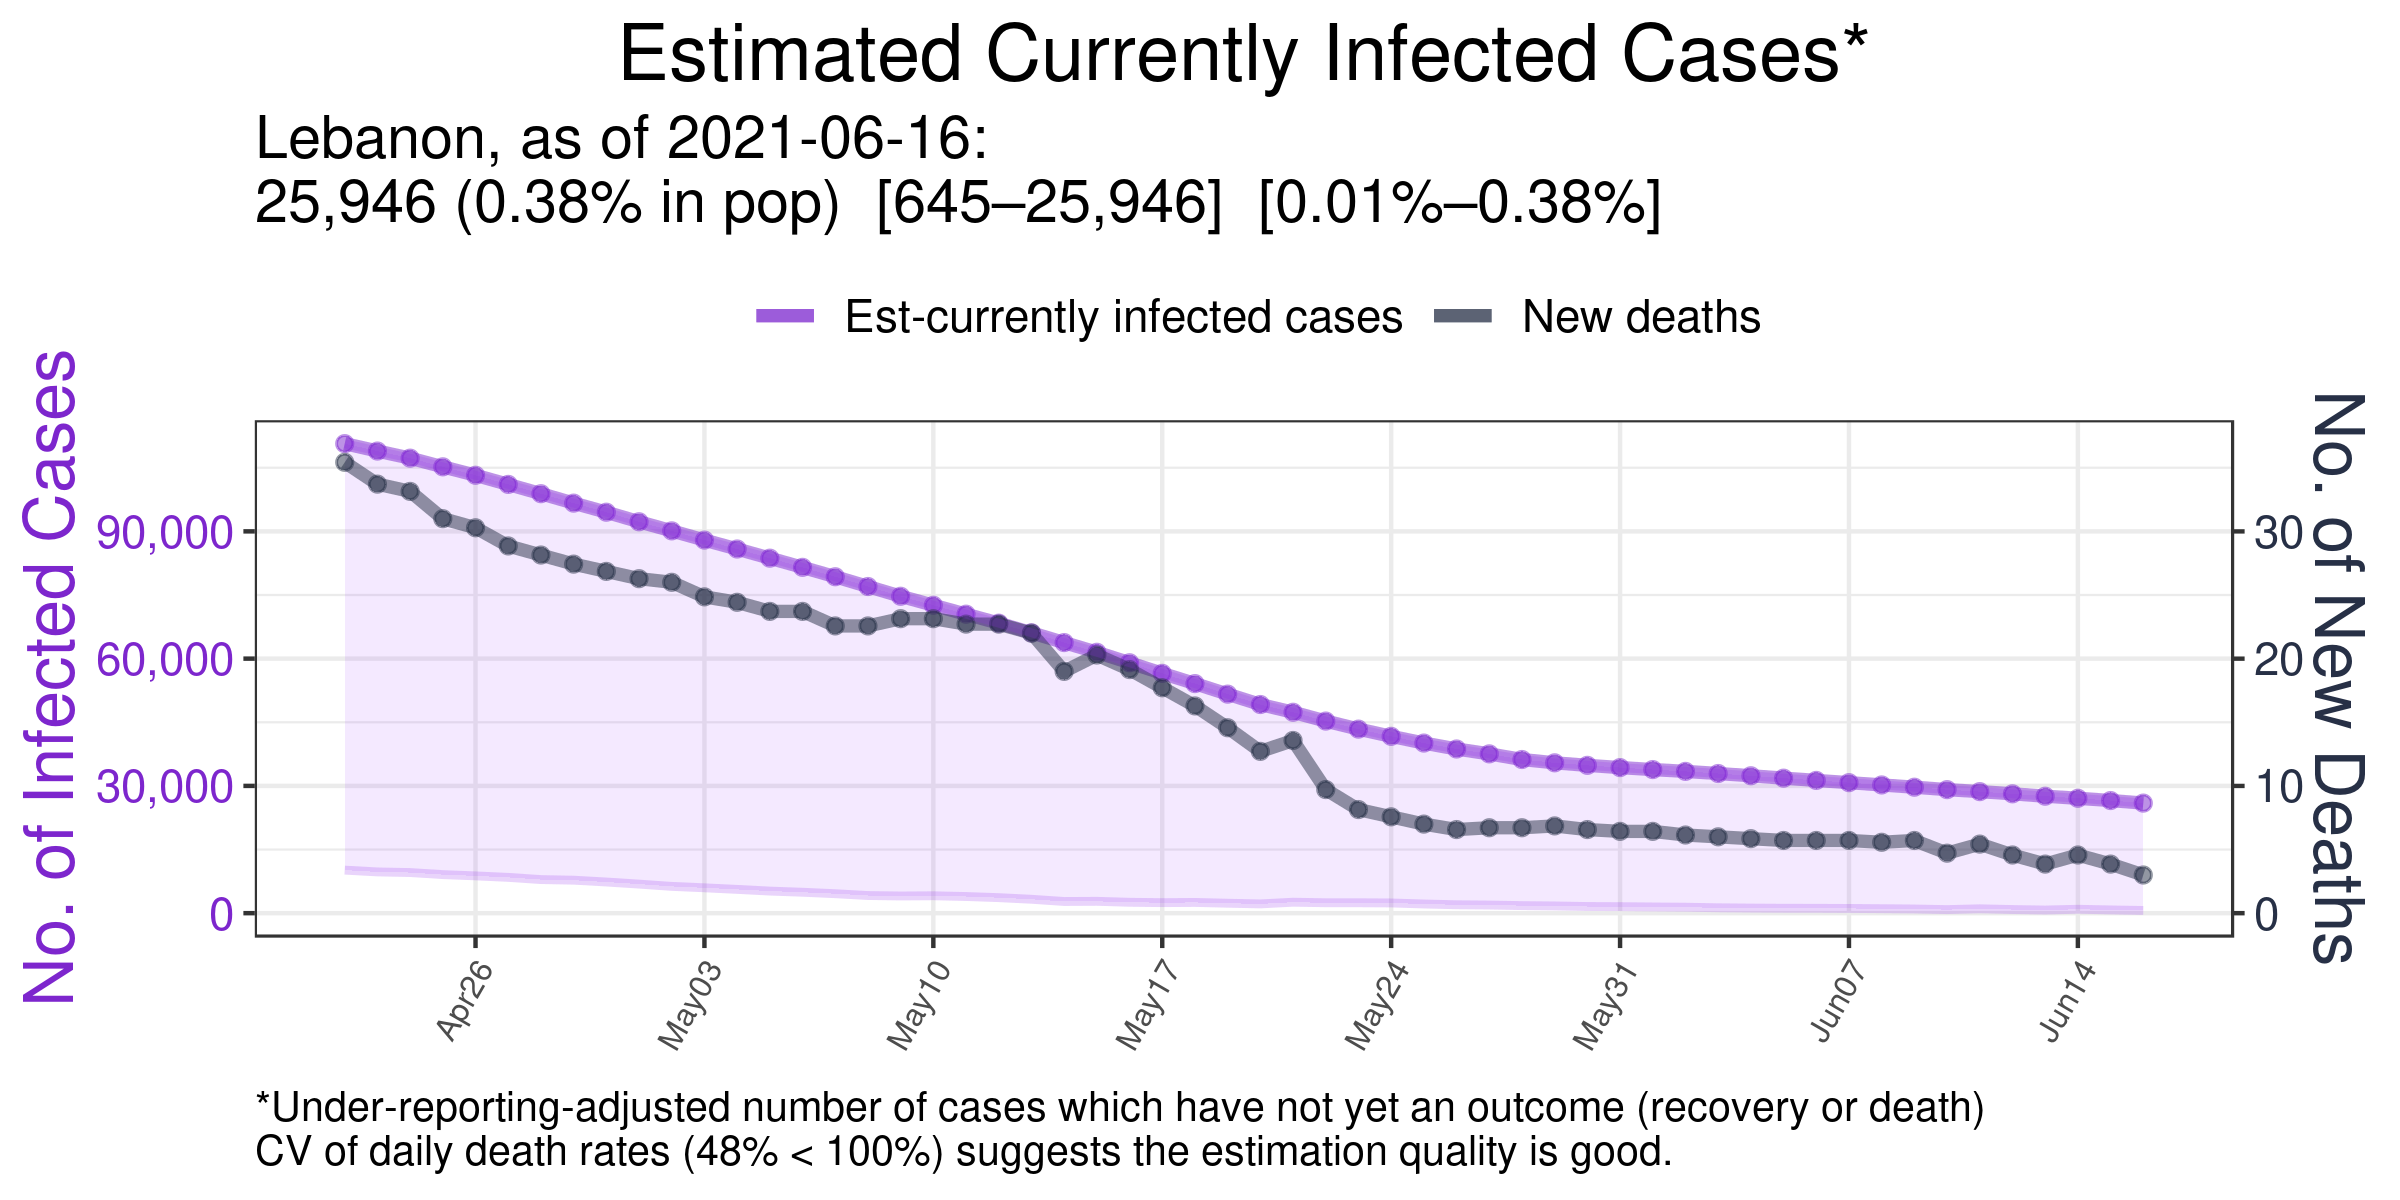 Estimated Currently Infected Cases*
Lebanon, as of 2021-06-16:
25,946 (0.38% in pop)  [645–25,946]  [0.01%–0.38%]
Est-currently infected cases
New deaths
No. of Infected Cases
90,000
60,000
30,000
0
30
20
10
0
No. of New Deaths
Apr26
May03
May10
May17
May24
May31
Jun07
Jun14
*Under-reporting-adjusted number of cases which have not yet an outcome (recovery or death)
CV of daily death rates (48% < 100%) suggests the estimation quality is good.